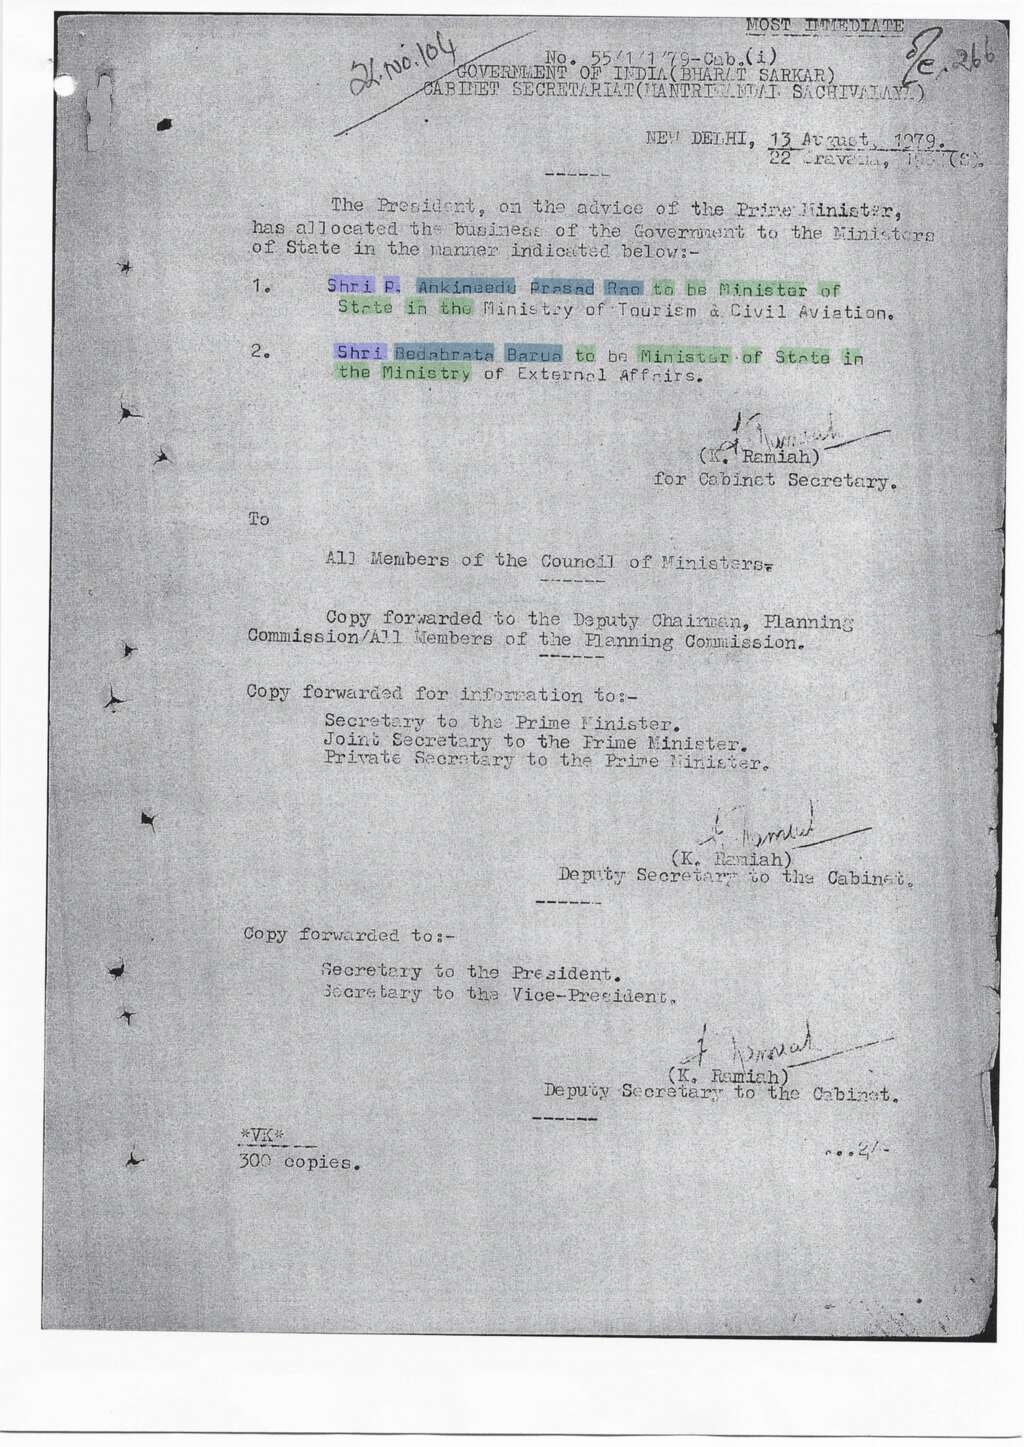 MOST IMMEDIATE
Sl. No. 104
266
No. 55/1/1/79-Cab.(i)
GOVERNMENT OF INDIA(BHARAT SARKAR)
CABINET SECRETARIAT(MANTRIMANDAL SACHIVALAYA)
NEW DELHI, 13 August, 1979.
22 Sravana, (S).
The President, on the advice of the Prime Minister,
has allocated the business of the Government to the Ministers
of State in the manner indicated below:-
1. Shri P. Ankineedu Prasad Rao to be Minister of
State in the Ministry of Tourism & Civil Aviation.
2. Shri Bedabrata Barua to be Minister of State in
the Ministry of External Affairs.
(K. Ramiah)
for Cabinet Secretary.
To
All Members of the Council of Ministers.
Copy forwarded to the Deputy Chairman, Planning
Commission/All Members of the Planning Commission.
Copy forwarded for information to:-
Secretary to the Prime Minister.
Joint Secretary to the Prime Minister.
Private Secretary to the Prime Minister.
(K. Ramiah)
Deputy Secretary to the Cabinet.
Copy forwarded to:-
Secretary to the President.
Secretary to the Vice-President.
(K. Ramiah)
Deputy Secretary to the Cabinet.
*VK*
300 copies.
...2/-